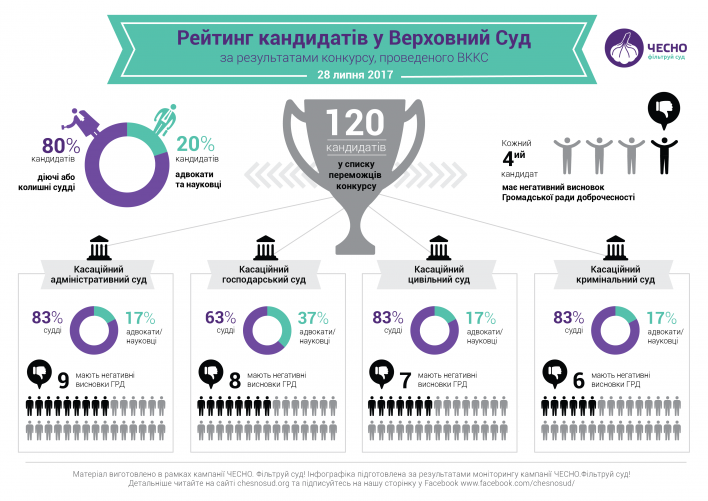 Рейтинг кандидатів у Верховний Суд
за результатами конкурсу, проведеного ВККС
28 липня 2017
ЧЕСНО
фільтруй суд
80%
кандидатів
діючі або
колишні судді
20%
кандидатів
адвокати
та науковці
120
кандидатів
у списку
переможців
конкурсу
Кожний
4ий
кандидат
має негативний висновок
Громадської ради доброчесності
Касаційний
адміністративний суд
83%
судді
17%
адвокати/
науковці
9
мають негативні
висновки ГРД
Касаційний
господарський суд
63%
судді
37%
адвокати/
науковці
8
мають негативні
висновки ГРД
Касаційний
цивільний суд
83%
судді
17%
адвокати/
науковці
7
мають негативні
висновки ГРД
Касаційний
кримінальний суд
83%
судді
17%
адвокати/
науковці
6
мають негативні
висновки ГРД
Матеріал виготовлено в рамках кампанії ЧЕСНО. Фільтруй суд! Інфографіка підготовлена за результатами моніторингу кампанії ЧЕСНО.Фільтруй суд!
Детальніше читайте на сайті chesnosud.org та підписуйтесь на нашу сторінку у Facebook www.facebook.com/chesnosud/